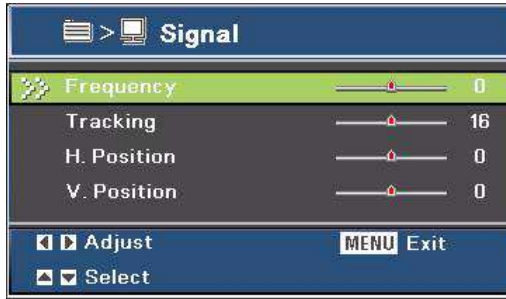 > Signal
Frequency 0
Tracking 16
H. Position 0
V. Position 0
Adjust MENU Exit
Select